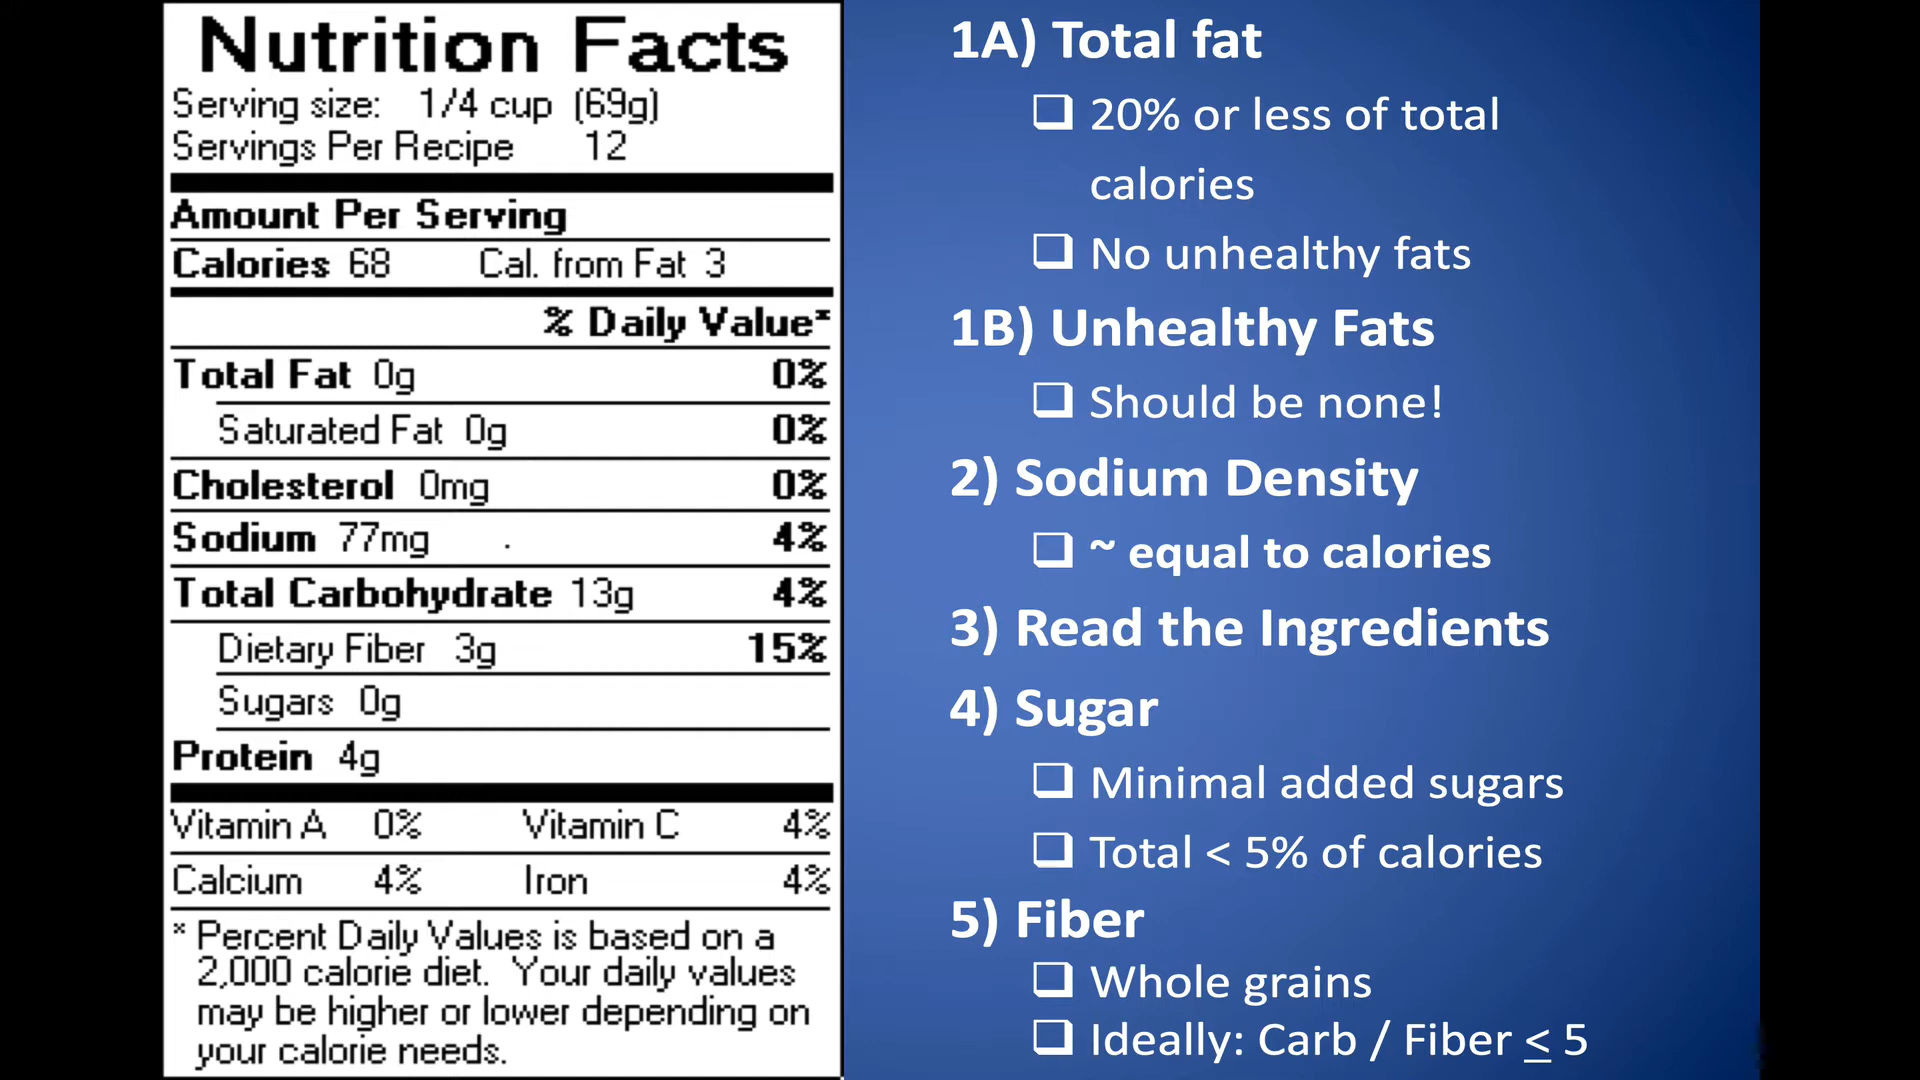 Nutrition Facts
Serving size: 1/4 cup (69g)
Servings Per Recipe 12
Amount Per Serving
Calories 68 Cal. from Fat 3
% Daily Value*
Total Fat 0g 0%
Saturated Fat 0g 0%
Cholesterol 0mg 0%
Sodium 77mg 4%
Total Carbohydrate 13g 4%
Dietary Fiber 3g 15%
Sugars 0g
Protein 4g
Vitamin A 0% Vitamin C 4%
Calcium 4% Iron 4%
* Percent Daily Values is based on a
2,000 calorie diet. Your daily values
may be higher or lower depending on
your calorie needs.
1A) Total fat
❑ 20% or less of total
calories
❑ No unhealthy fats
1B) Unhealthy Fats
❑ Should be none!
2) Sodium Density
❑ ~ equal to calories
3) Read the Ingredients
4) Sugar
❑ Minimal added sugars
❑ Total < 5% of calories
5) Fiber
❑ Whole grains
❑ Ideally: Carb / Fiber ≤ 5